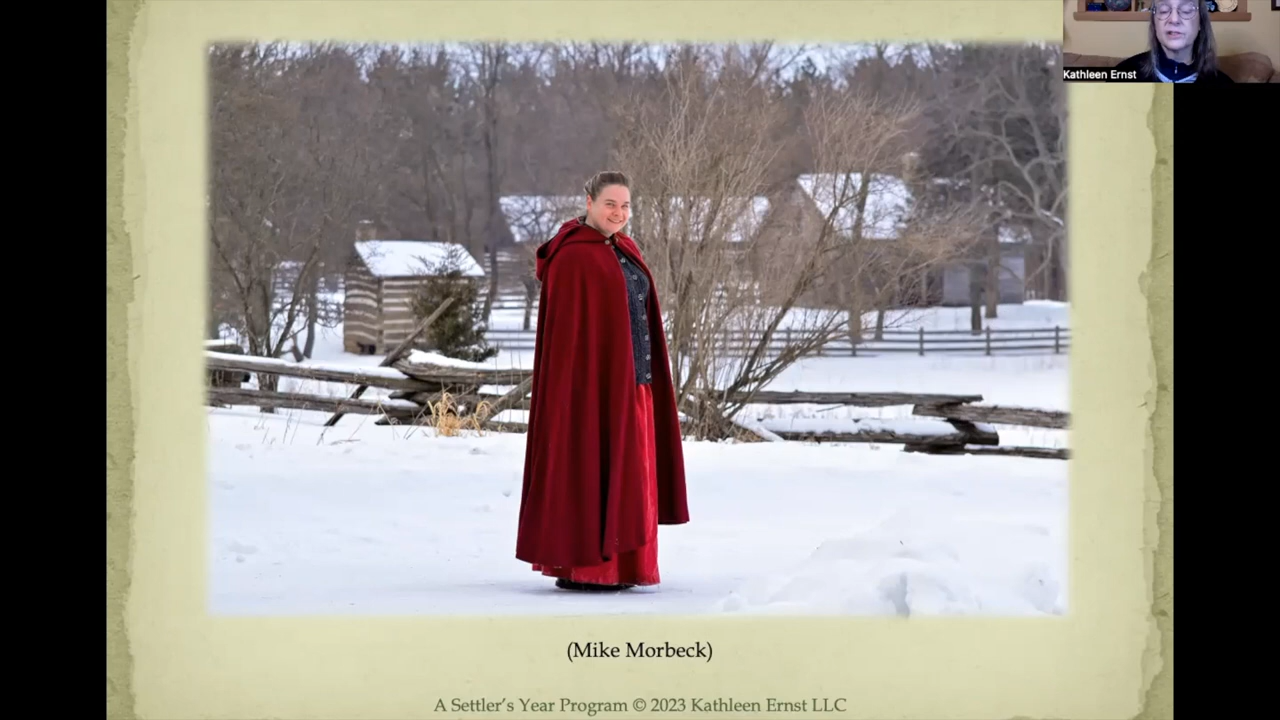 Kathleen Ernst
(Mike Morbeck)
A Settler's Year Program © 2023 Kathleen Ernst LLC